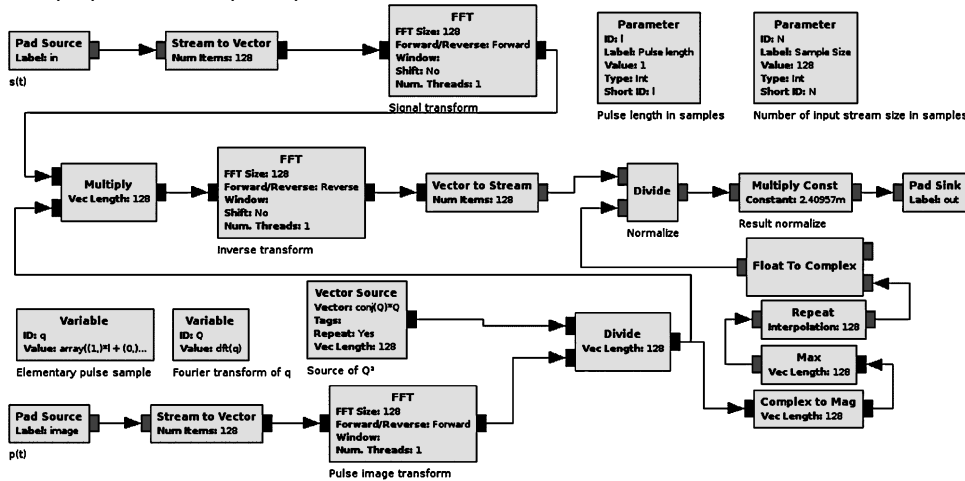 Pad Source
Label: in
s(t)
Stream to Vector
Num Items: 128
FFT
FFT Size: 128
Forward/Reverse: Forward
Window:
Shift: No
Num. Threads: 1
Signal transform
Parameter
ID: l
Label: Pulse length
Value: 1
Type: Int
Short ID: l
Pulse length in samples
Parameter
ID: N
Label: Sample Size
Value: 128
Type: Int
Short ID: N
Number of input stream size in samples
Multiply
Vec Length: 128
FFT
FFT Size: 128
Forward/Reverse: Reverse
Window:
Shift: No
Num. Threads: 1
Inverse transform
Vector to Stream
Num Items: 128
Divide
Normalize
Multiply Const
Constant: 2.40957m
Result normalize
Pad Sink
Label: out
Float To Complex
Variable
ID: q
Value: array((1,)*l + (0,)...
Elementary pulse sample
Variable
ID: Q
Value: dft(q)
Fourier transform of q
Vector Source
Vector: conj(Q)*Q
Tags:
Repeat: Yes
Vec Length: 128
Source of Q²
Divide
Vec Length: 128
Repeat
Interpolation: 128
Max
Vec Length: 128
Complex to Mag
Vec Length: 128
Pad Source
Label: image
p(t)
Stream to Vector
Num Items: 128
FFT
FFT Size: 128
Forward/Reverse: Forward
Window:
Num. Threads: 1
Pulse image transform